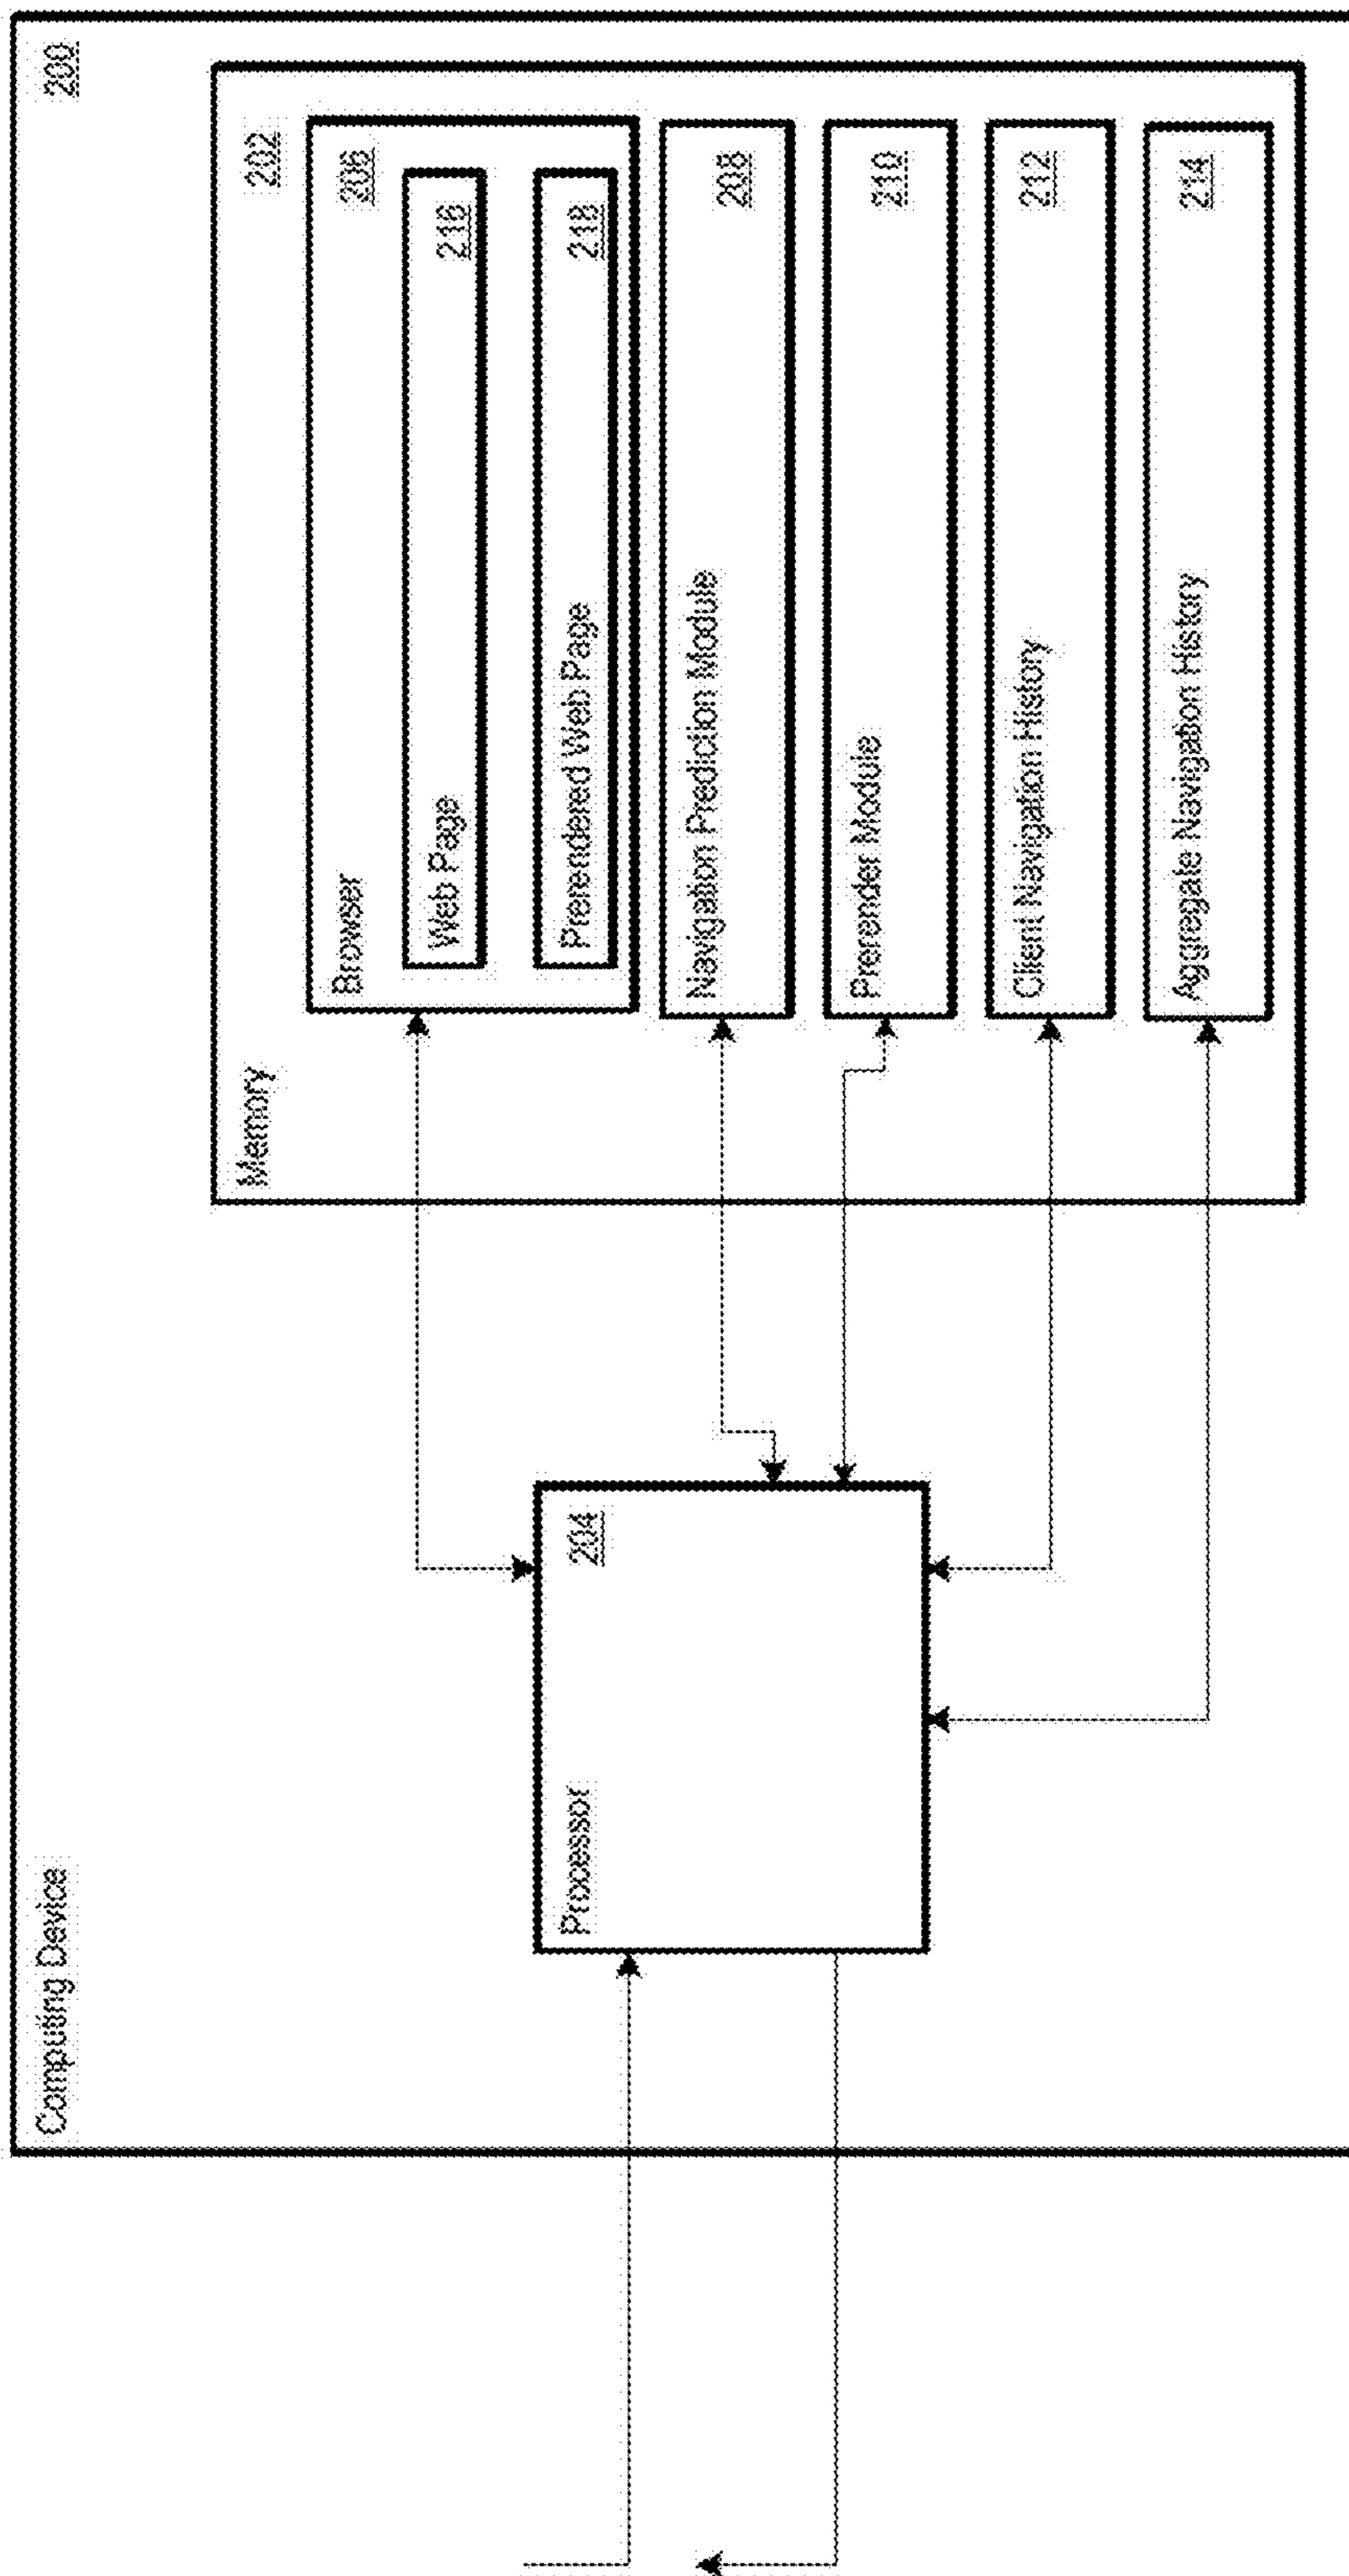 Computing Device
200
Processor
204
Memory
202
Browser
206
Web Page
216
Prerendered Web Page
218
Navigation Prediction Module
208
Prerender Module
210
Client Navigation History
212
Aggregate Navigation History
214